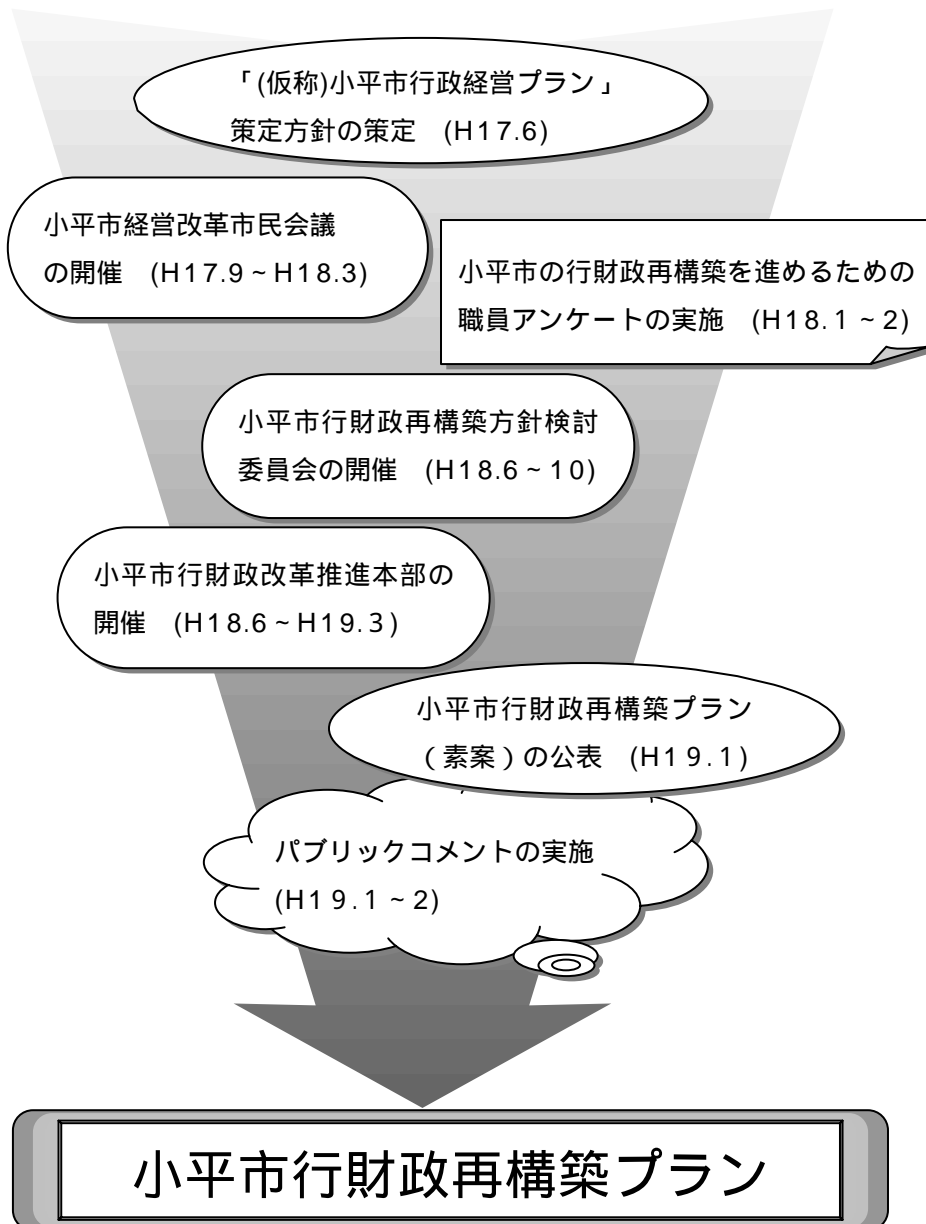 「(仮称)小平市行政経営プラン」
策定方針の策定　(H17.6)
小平市経営改革市民会議
の開催　(H17.9～H18.3)
小平市の行財政再構築を進めるための
職員アンケートの実施　(H18.1～2)
小平市行財政再構築方針検討
委員会の開催　(H18.6～10)
小平市行財政改革推進本部の
開催　(H18.6～H19.3)
小平市行財政再構築プラン
（素案）の公表　(H19.1)
パブリックコメントの実施
(H19.1～2)
小平市行財政再構築プラン